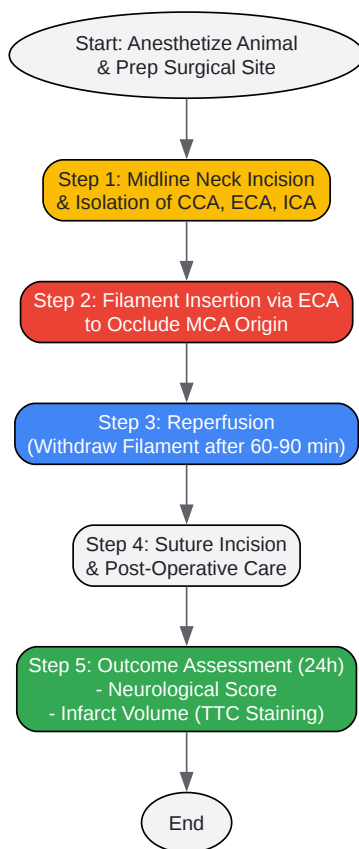 Start: Anesthetize Animal
& Prep Surgical Site
Step 1: Midline Neck Incision
& Isolation of CCA, ECA, ICA
Step 2: Filament Insertion via ECA
to Occlude MCA Origin
Step 3: Reperfusion
(Withdraw Filament after 60-90 min)
Step 4: Suture Incision
& Post-Operative Care
Step 5: Outcome Assessment (24h)
- Neurological Score
- Infarct Volume (TTC Staining)
End